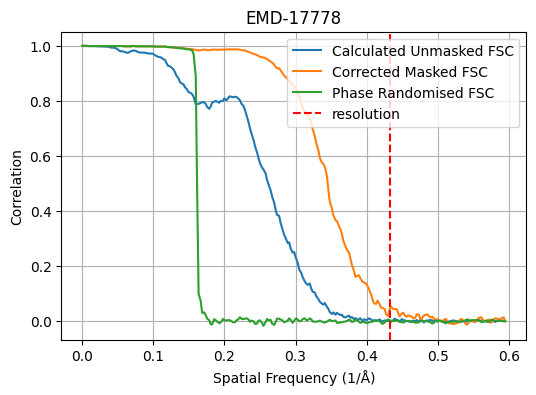 EMD-17778
Calculated Unmasked FSC
Corrected Masked FSC
Phase Randomised FSC
resolution
Correlation
1.0
0.8
0.6
0.4
0.2
0.0
0.0 0.1 0.2 0.3 0.4 0.5 0.6
Spatial Frequency (1/Å)